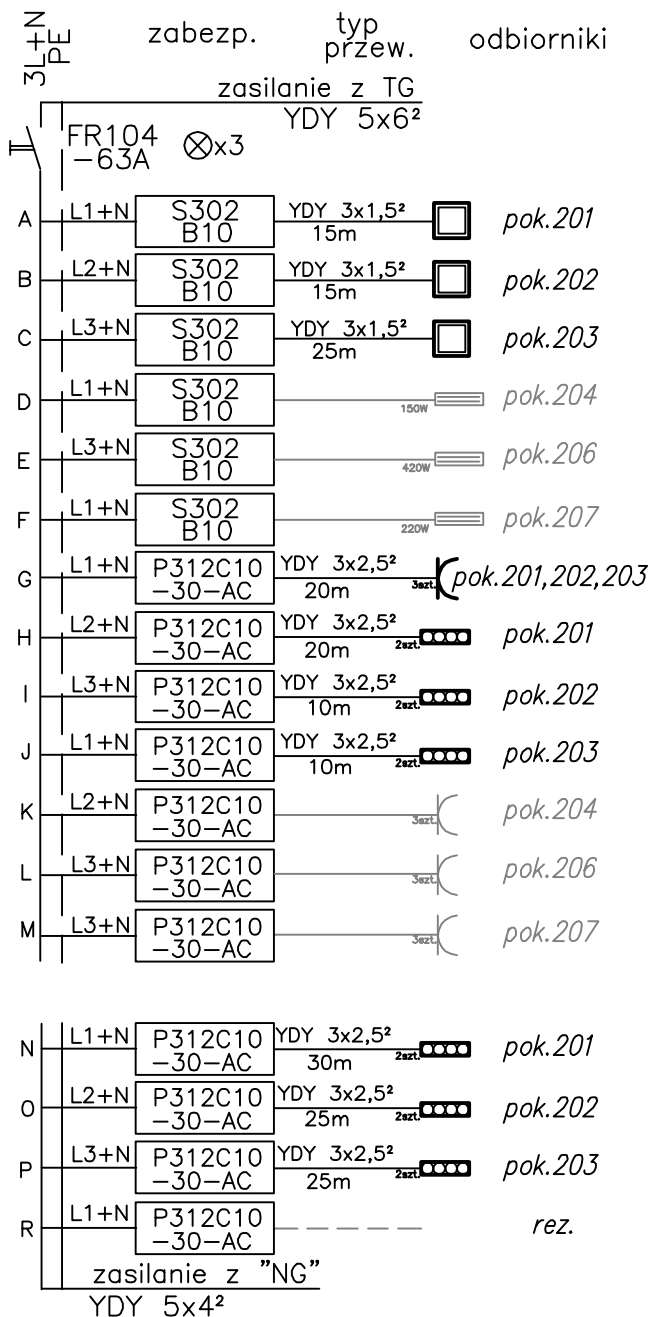 3L+N
PE
zabezp.
typ
przew.
odbiorniki
zasilanie z TG
YDY 5x6²
FR104
-63A
x3
A L1+N S302 B10 YDY 3x1,5² 15m pok.201
B L2+N S302 B10 YDY 3x1,5² 15m pok.202
C L3+N S302 B10 YDY 3x1,5² 25m pok.203
D L1+N S302 B10 150W pok.204
E L3+N S302 B10 420W pok.206
F L1+N S302 B10 220W pok.207
G L1+N P312C10 -30-AC YDY 3x2,5² 20m 3szt. pok.201,202,203
H L2+N P312C10 -30-AC YDY 3x2,5² 20m 2szt. pok.201
I L3+N P312C10 -30-AC YDY 3x2,5² 10m 2szt. pok.202
J L1+N P312C10 -30-AC YDY 3x2,5² 10m 2szt. pok.203
K L2+N P312C10 -30-AC 3szt. pok.204
L L3+N P312C10 -30-AC 3szt. pok.206
M L3+N P312C10 -30-AC 3szt. pok.207
N L1+N P312C10 -30-AC YDY 3x2,5² 30m 2szt. pok.201
O L2+N P312C10 -30-AC YDY 3x2,5² 25m 2szt. pok.202
P L3+N P312C10 -30-AC YDY 3x2,5² 25m 2szt. pok.203
R L1+N P312C10 -30-AC rez.
zasilanie z "NG"
YDY 5x4²